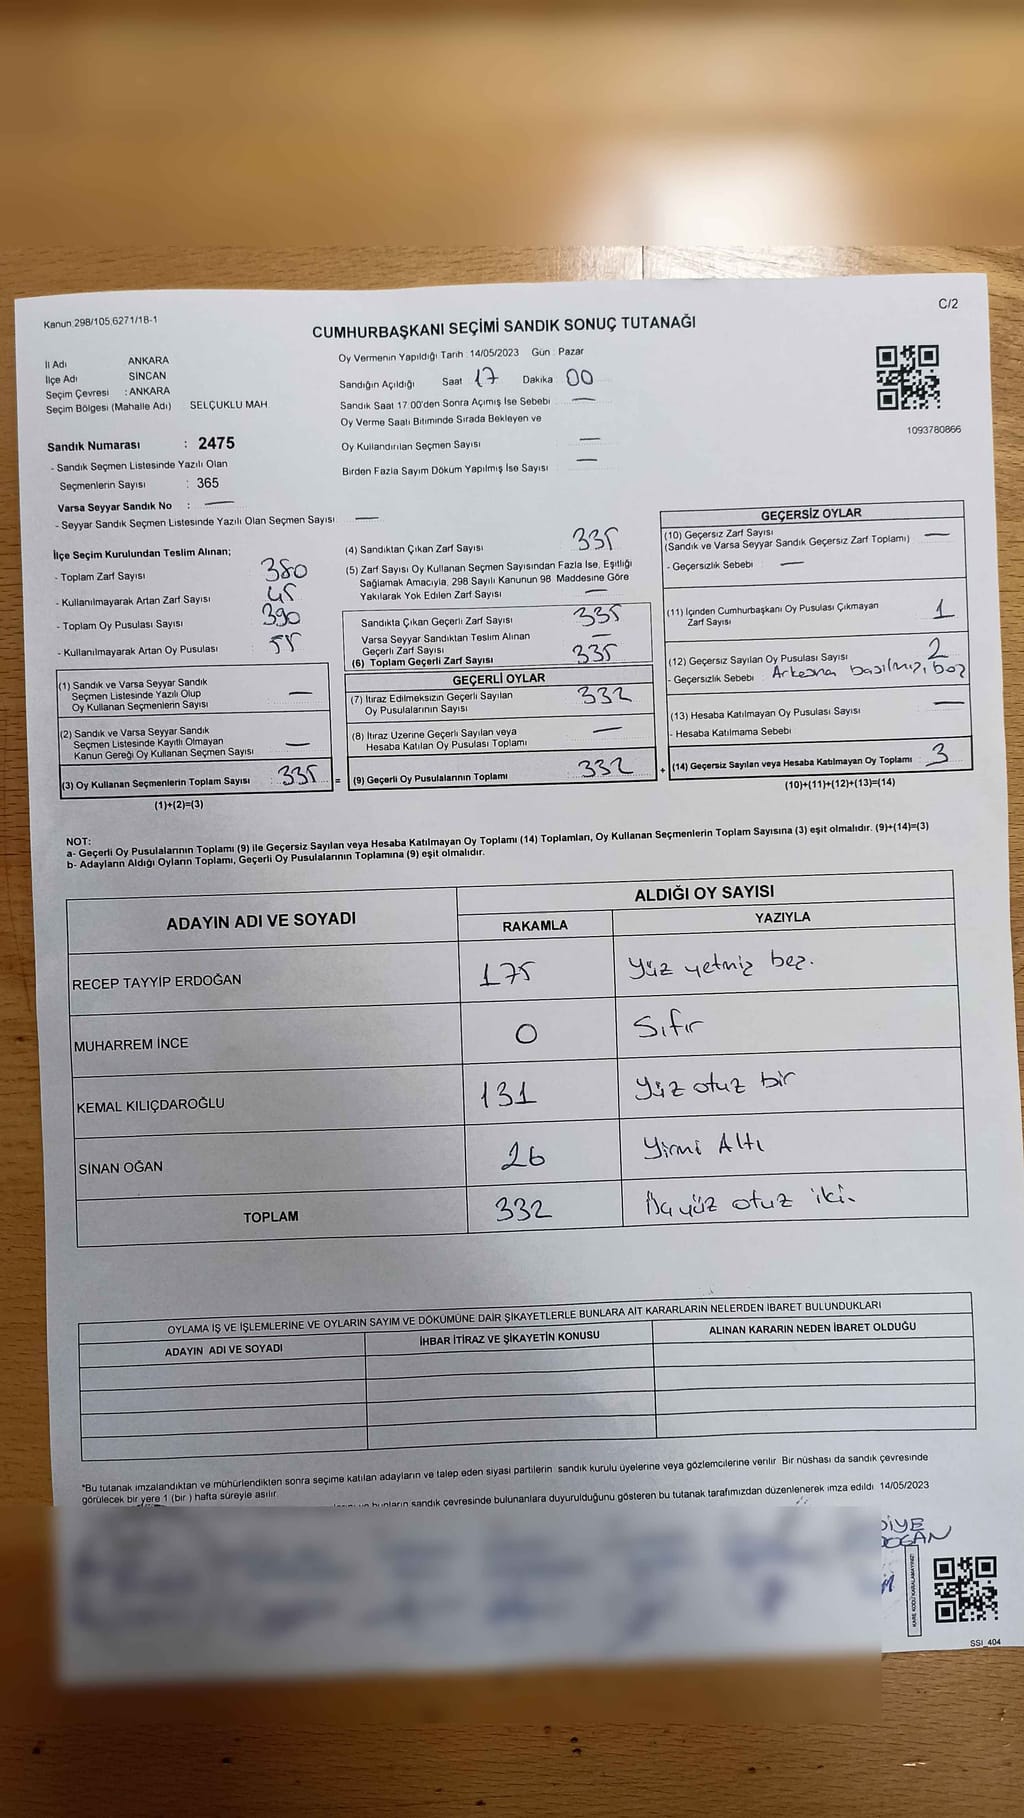 Kanun 298/105,6271/18-1
C/2
CUMHURBAŞKANI SEÇİMİ SANDIK SONUÇ TUTANAĞI
İl Adı ANKARA
İlçe Adı SİNCAN
Seçim Çevresi : ANKARA
Seçim Bölgesi (Mahalle Adı) SELÇUKLU MAH.
Sandık Numarası : 2475
- Sandık Seçmen Listesinde Yazılı Olan
Seçmenlerin Sayısı : 365
Varsa Seyyar Sandık No : —
- Seyyar Sandık Seçmen Listesinde Yazılı Olan Seçmen Sayısı —
Oy Vermenin Yapıldığı Tarih : 14/05/2023 Gün : Pazar
Sandığın Açıldığı Saat 17 Dakika 00
Sandık Saat 17 00'den Sonra Açımış İse Sebebi —
Oy Verme Saati Bitiminde Sırada Bekleyen ve
Oy Kullandırılan Seçmen Sayısı —
Birden Fazla Sayım Döküm Yapılmış İse Sayısı —
1093780866
İlçe Seçim Kurulundan Teslim Alınan;
- Toplam Zarf Sayısı 380
- Kullanılmayarak Artan Zarf Sayısı 45
- Toplam Oy Pusulası Sayısı 390
- Kullanılmayarak Artan Oy Pusulası 55
(1) Sandık ve Varsa Seyyar Sandık
Seçmen Listesinde Yazılı Olup
Oy Kullanan Seçmenlerin Sayısı —
(2) Sandık ve Varsa Seyyar Sandık
Seçmen Listesinde Kayıtlı Olmayan
Kanun Gereği Oy Kullanan Seçmen Sayısı —
(3) Oy Kullanan Seçmenlerin Toplam Sayısı 335 =
(1)+(2)=(3)
(4) Sandıktan Çıkan Zarf Sayısı 335
(5) Zarf Sayısı Oy Kullanan Seçmen Sayısından Fazla İse, Eşitliği
Sağlamak Amacıyla, 298 Sayılı Kanunun 98 Maddesine Göre
Yakılarak Yok Edilen Zarf Sayısı —
Sandıkta Çıkan Geçerli Zarf Sayısı 335
Varsa Seyyar Sandıktan Teslim Alınan
Geçerli Zarf Sayısı —
(6) Toplam Geçerli Zarf Sayısı 335
GEÇERLİ OYLAR
(7) İtiraz Edilmeksizin Geçerli Sayılan
Oy Pusulalarının Sayısı 332
(8) İtiraz Üzerine Geçerli Sayılan veya
Hesaba Katılan Oy Pusulası Toplamı —
(9) Geçerli Oy Pusulalarının Toplamı 332 +
GEÇERSİZ OYLAR
(10) Geçersiz Zarf Sayısı
(Sandık ve Varsa Seyyar Sandık Geçersiz Zarf Toplamı) —
- Geçersizlik Sebebi —
(11) İçinden Cumhurbaşkanı Oy Pusulası Çıkmayan
Zarf Sayısı 1
(12) Geçersiz Sayılan Oy Pusulası Sayısı 2
- Geçersizlik Sebebi Arkasına basılmış, boş
(13) Hesaba Katılmayan Oy Pusulası Sayısı —
- Hesaba Katılmama Sebebi
(14) Geçersiz Sayılan veya Hesaba Katılmayan Oy Toplamı 3
(10)+(11)+(12)+(13)=(14)
NOT:
a- Geçerli Oy Pusulalarının Toplamı (9) ile Geçersiz Sayılan veya Hesaba Katılmayan Oy Toplamı (14) Toplamları, Oy Kullanan Seçmenlerin Toplam Sayısına (3) eşit olmalıdır. (9)+(14)=(3)
b- Adayların Aldığı Oyların Toplamı, Geçerli Oy Pusulalarının Toplamına (9) eşit olmalıdır.
ADAYIN ADI VE SOYADI
ALDIĞI OY SAYISI
RAKAMLA YAZIYLA
RECEP TAYYİP ERDOĞAN 175 Yüz yetmiş beş.
MUHARREM İNCE 0 Sıfır
KEMAL KILIÇDAROĞLU 131 Yüz otuz bir
SİNAN OĞAN 26 Yirmi Altı
TOPLAM 332 Üç yüz otuz iki.
OYLAMA İŞ VE İŞLEMLERİNE VE OYLARIN SAYIM VE DÖKÜMÜNE DAİR ŞİKAYETLERLE BUNLARA AİT KARARLARIN NELERDEN İBARET BULUNDUKLARI
ADAYIN ADI VE SOYADI İHBAR İTİRAZ VE ŞİKAYETİN KONUSU ALINAN KARARIN NEDEN İBARET OLDUĞU
*Bu tutanak imzalandıktan ve mühürlendikten sonra seçime katılan adayların ve talep eden siyasi partilerin sandık kurulu üyelerine veya gözlemcilerine verilir Bir nüshası da sandık çevresinde
görülecek bir yere 1 (bir ) hafta süreyle asılır.
bunların sandık çevresinde bulunanlara duyurulduğunu gösteren bu tutanak tarafımızdan düzenlenerek imza edildi 14/05/2023
DİYE
DOĞAN
KARE KODU KARALAMAYINIZ!
SSI_404